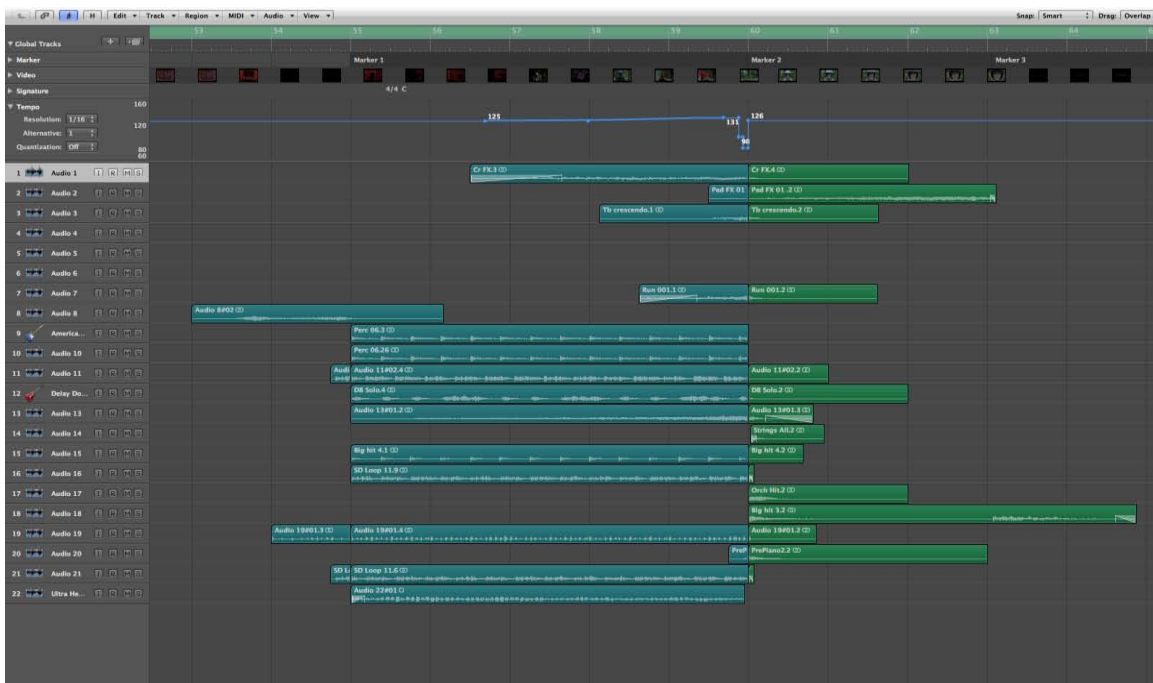 H Edit Track Region MIDI Audio View Snap: Smart Drag: Overlap
53 54 55 56 57 58 59 60 61 62 63 64
Global Tracks
Marker Marker 1 Marker 2 Marker 3
Video
Signature 4/4 C
Tempo 160
Resolution: 1/16 125 131 126
Alternative: 1 120
Quantization: Off 80
60
1 Audio 1 I R M S Cr FX.3 Cr FX.4
2 Audio 2 I R M S Pad FX 01 Pad FX 01 .2
3 Audio 3 I R M S Tb crescendo.1 Tb crescendo.2
4 Audio 4 I R M S
5 Audio 5 I R M S
6 Audio 6 I R M S
7 Audio 7 I R M S Run 001.1 Run 001.2
8 Audio 8 I R M S Audio 8#02
9 America... I R M S Perc 06.3
10 Audio 10 I R M S Perc 06.26
11 Audio 11 I R M S Audi Audio 11#02.4 Audio 11#02.2
12 Delay Do... I R M S DB Solo.4 DB Solo.2
13 Audio 13 I R M S Audio 13#01.2 Audio 13#01.3
14 Audio 14 I R M S Strings All.2
15 Audio 15 I R M S Big hit 4.1 Big hit 4.2
16 Audio 16 I R M S SD Loop 11.9
17 Audio 17 I R M S Orch Hit.2
18 Audio 18 I R M S Big hit 3.2
19 Audio 19 I R M S Audio 19#01.3 Audio 19#01.4 Audio 19#01.2
20 Audio 20 I R M S PreP PrePiano2.2
21 Audio 21 I R M S SD L SD Loop 11.6
22 Ultra He... I R M S Audio 22#01